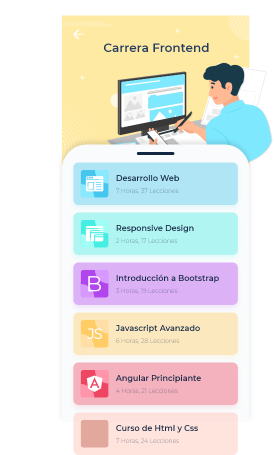 Carrera Frontend
Desarrollo Web
7 Horas, 37 Lecciones
Responsive Design
2 Horas, 17 Lecciones
B
Introducción a Bootstrap
3 Horas, 19 Lecciones
JS
Javascript Avanzado
6 Horas, 28 Lecciones
A
Angular Principiante
4 Horas, 21 Lecciones
Curso de Html y Css
7 Horas, 24 Lecciones